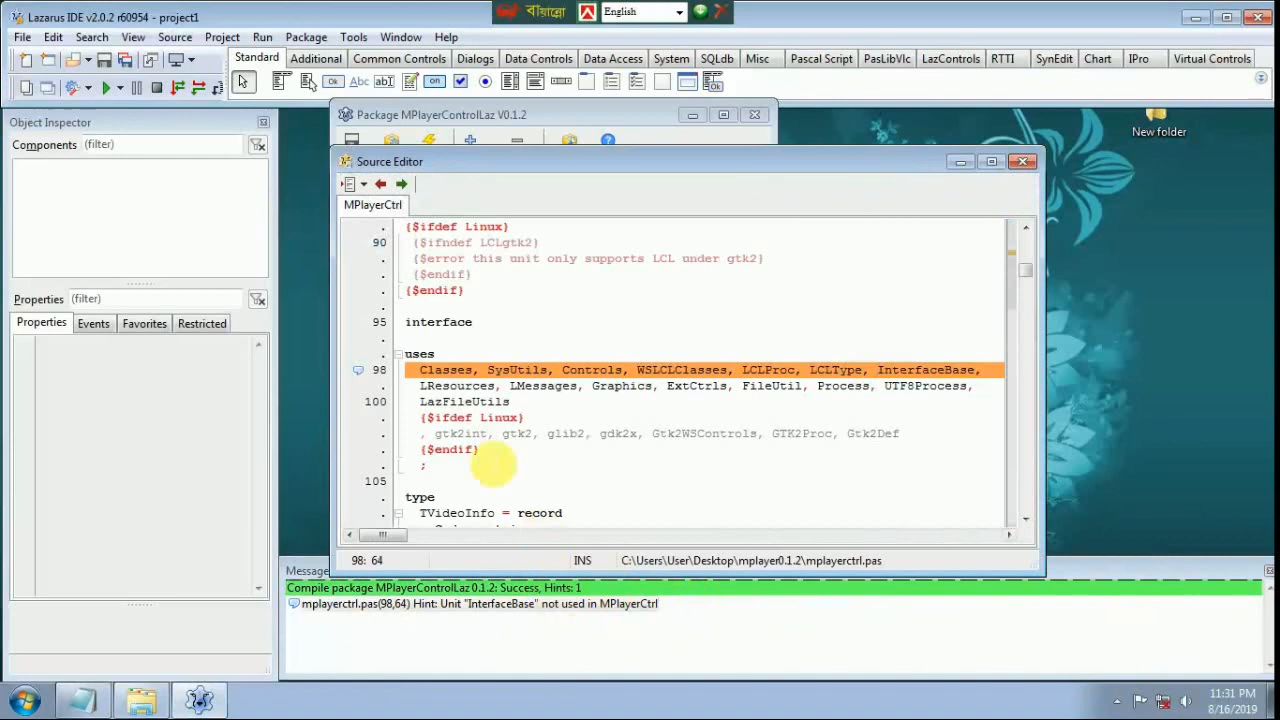 Lazarus IDE v2.0.2 r60954 - project1
বায়ান্নো
English
File Edit Search View Source Project Run Package Tools Window Help
Standard Additional Common Controls Dialogs Data Controls Data Access System SQLdb Misc Pascal Script PasLibVlc LazControls RTTI SynEdit Chart IPro Virtual Controls
Ok Abc ab on Ok
Object Inspector
Components (filter)
Properties (filter)
Properties Events Favorites Restricted
Package MPlayerControlLaz V0.1.2
New folder
Source Editor
MPlayerCtrl
. {$ifdef Linux}
90 {$ifndef LCLgtk2}
. {$error this unit only supports LCL under gtk2}
. {$endif}
. {$endif}
.
95 interface
.
. uses
98 Classes, SysUtils, Controls, WSLCLClasses, LCLProc, LCLType, InterfaceBase,
. LResources, LMessages, Graphics, ExtCtrls, FileUtil, Process, UTF8Process,
100 LazFileUtils
. {$ifdef Linux}
. , gtk2int, gtk2, glib2, gdk2x, Gtk2WSControls, GTK2Proc, Gtk2Def
. {$endif}
. ;
105
. type
. TVideoInfo = record
98: 64 INS C:\Users\User\Desktop\mplayer0.1.2\mplayerctrl.pas
Compile package MPlayerControlLaz 0.1.2: Success, Hints: 1
mplayerctrl.pas(98,64) Hint: Unit "InterfaceBase" not used in MPlayerCtrl
11:31 PM
8/16/2019